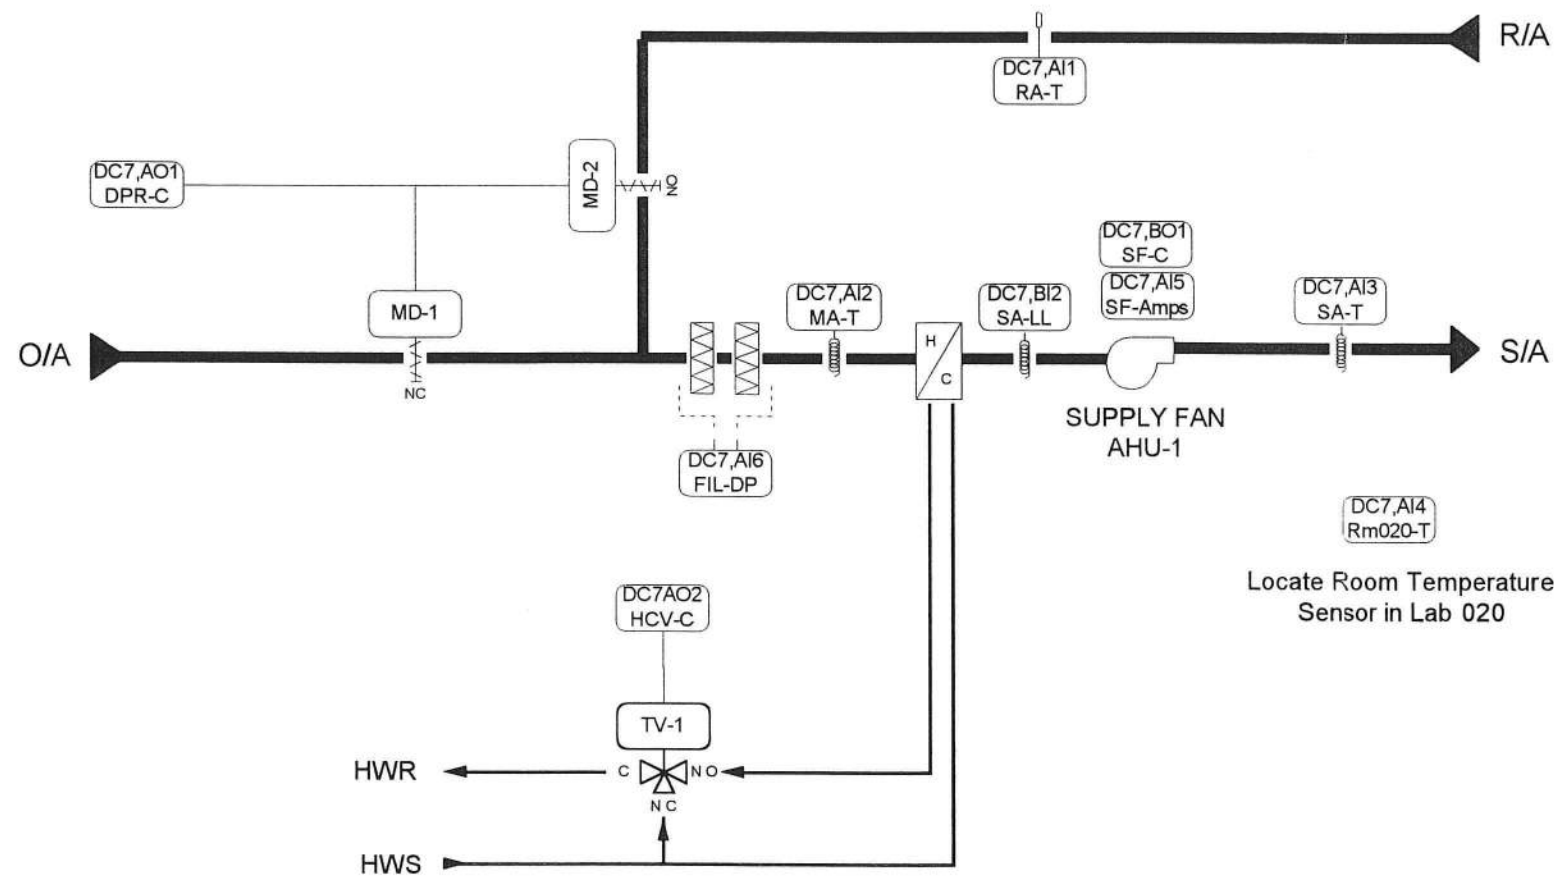 R/A
DC7,AI1
RA-T
MD-2
NO
DC7,AO1
DPR-C
DC7,BO1
SF-C
DC7,AI5
SF-Amps
MD-1
DC7,AI2
MA-T
DC7,BI2
SA-LL
DC7,AI3
SA-T
O/A
H
C
S/A
NC
SUPPLY FAN
AHU-1
DC7,AI6
FIL-DP
DC7,AI4
Rm020-T
Locate Room Temperature
Sensor in Lab 020
DC7AO2
HCV-C
TV-1
HWR
C
NO
NC
HWS